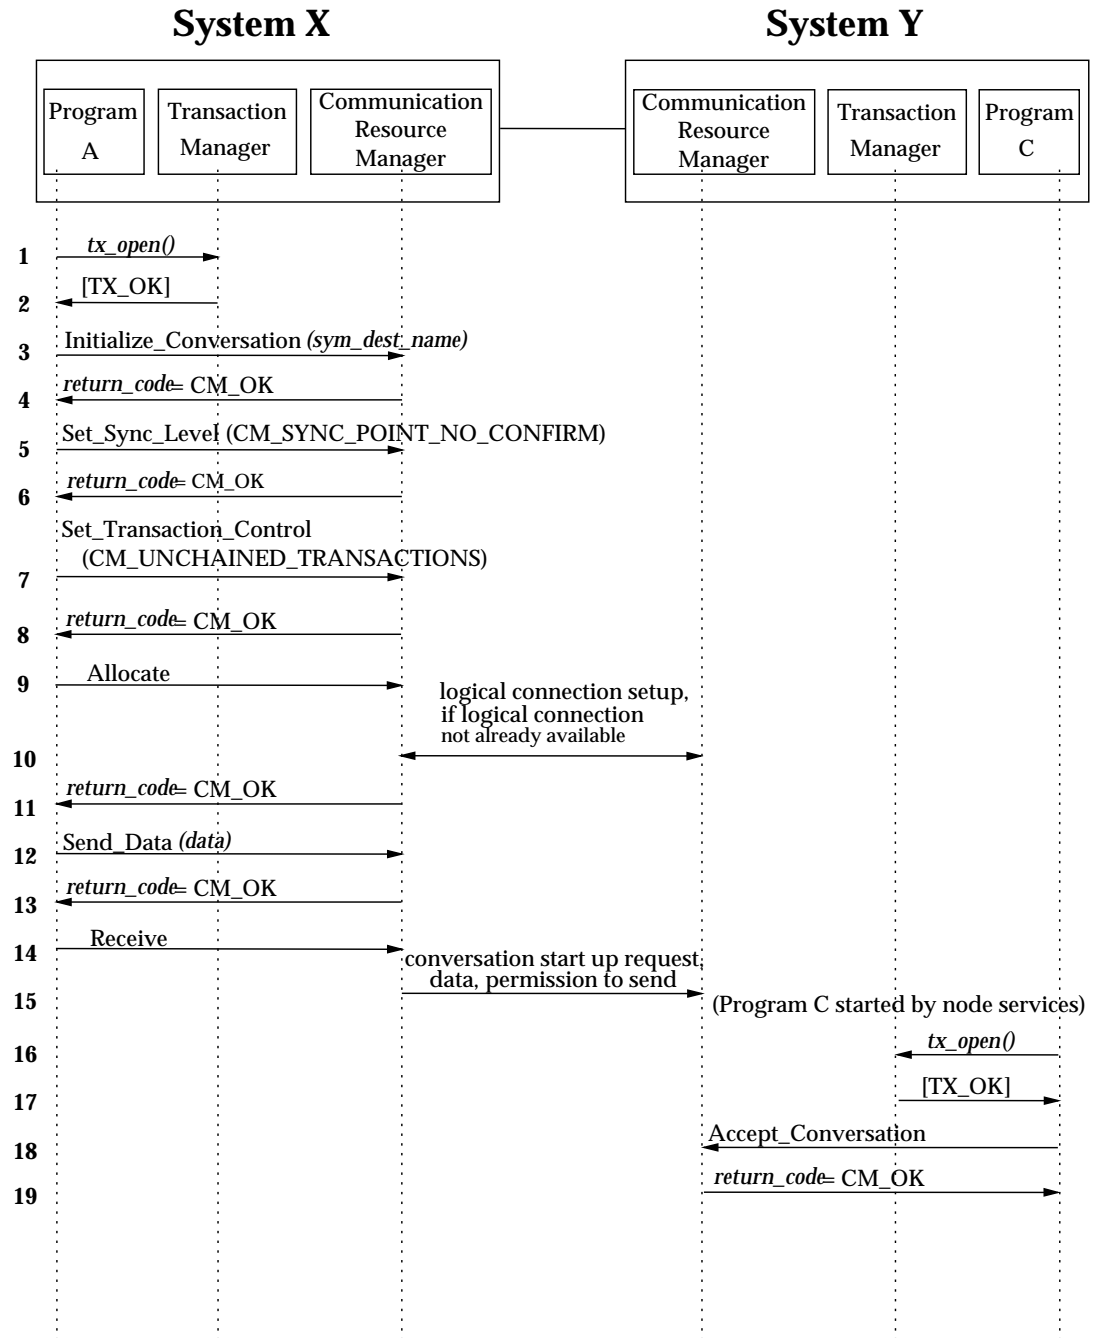 System X
System Y
Program
A
Transaction
Manager
Communication
Resource
Manager
Communication
Resource
Manager
Transaction
Manager
Program
C
1 tx_open()
2 [TX_OK]
3 Initialize_Conversation (sym_dest_name)
4 return_code= CM_OK
5 Set_Sync_Level (CM_SYNC_POINT_NO_CONFIRM)
6 return_code= CM_OK
Set_Transaction_Control
7 (CM_UNCHAINED_TRANSACTIONS)
8 return_code= CM_OK
9 Allocate
logical connection setup,
if logical connection
not already available
10
11 return_code= CM_OK
12 Send_Data (data)
13 return_code= CM_OK
14 Receive
conversation start up request,
data, permission to send
15 (Program C started by node services)
16 tx_open()
17 [TX_OK]
18 Accept_Conversation
19 return_code= CM_OK